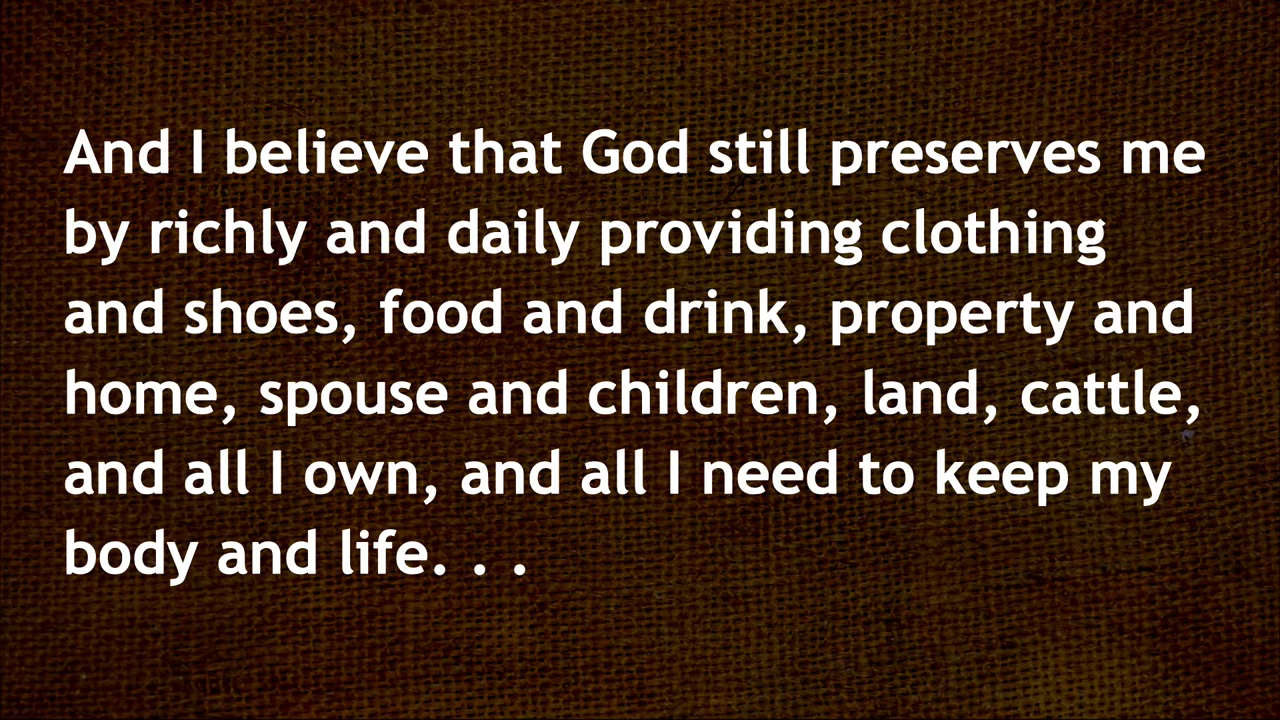 And I believe that God still preserves me
by richly and daily providing clothing
and shoes, food and drink, property and
home, spouse and children, land, cattle,
and all I own, and all I need to keep my
body and life. . .